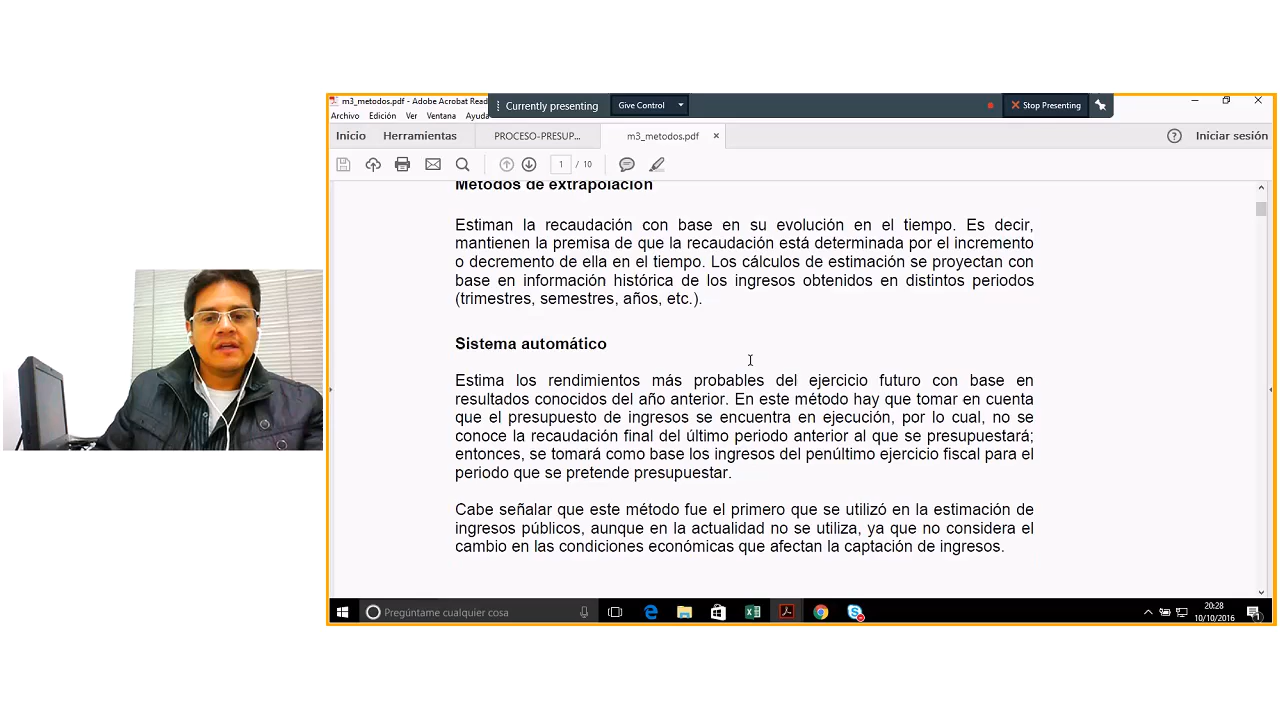 m3_metodos.pdf - Adobe Acrobat Read
Currently presenting
Give Control
Stop Presenting
Archivo Edición Ver Ventana Ayuda
Inicio Herramientas PROCESO-PRESUP... m3_metodos.pdf × Iniciar sesión
1 / 10
Métodos de extrapolación
Estiman la recaudación con base en su evolución en el tiempo. Es decir,
mantienen la premisa de que la recaudación está determinada por el incremento
o decremento de ella en el tiempo. Los cálculos de estimación se proyectan con
base en información histórica de los ingresos obtenidos en distintos periodos
(trimestres, semestres, años, etc.).
Sistema automático
Estima los rendimientos más probables del ejercicio futuro con base en
resultados conocidos del año anterior. En este método hay que tomar en cuenta
que el presupuesto de ingresos se encuentra en ejecución, por lo cual, no se
conoce la recaudación final del último periodo anterior al que se presupuestará;
entonces, se tomará como base los ingresos del penúltimo ejercicio fiscal para el
periodo que se pretende presupuestar.
Cabe señalar que este método fue el primero que se utilizó en la estimación de
ingresos públicos, aunque en la actualidad no se utiliza, ya que no considera el
cambio en las condiciones económicas que afectan la captación de ingresos.
Pregúntame cualquier cosa
20:28
10/10/2016